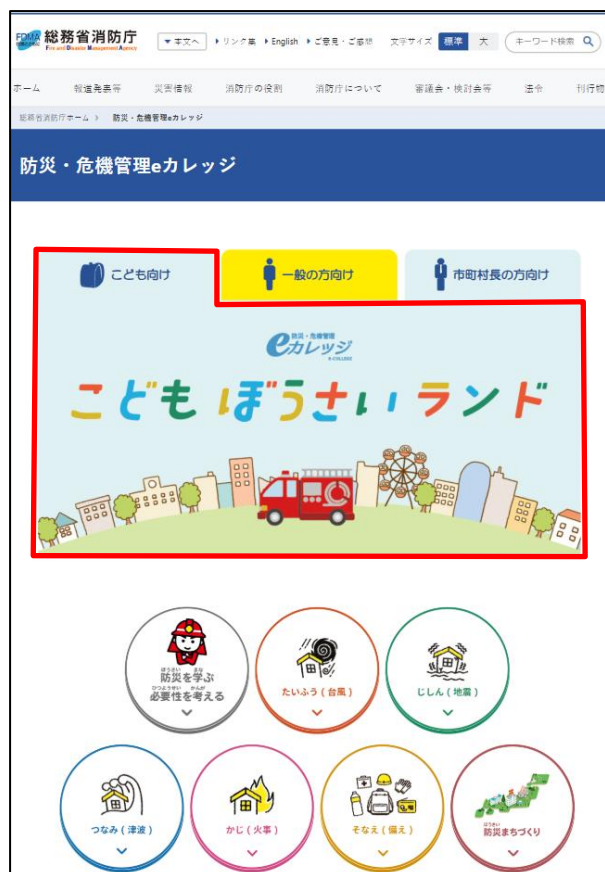 FDMA 総務省消防庁
Fire and Disaster Management Agency
本文へ リンク集 English ご意見・ご感想 文字サイズ 標準 大 キーワード検索
ホーム 報道発表等 災害情報 消防庁の役割 消防庁について 審議会・検討会等 法令 刊行物
総務省消防庁ホーム > 防災・危機管理eカレッジ
防災・危機管理eカレッジ
こども向け 一般の方向け 市町村長の方向け
防災・危機管理
eカレッジ
E-COLLEGE
こどもぼうさいランド
ぼうさい まな
防災を学ぶ
ひつようせい かんが
必要性を考える
たいふう(台風)
じしん(地震)
つなみ(津波)
かじ(火事)
そなえ(備え)
ぼうさい
防災まちづくり